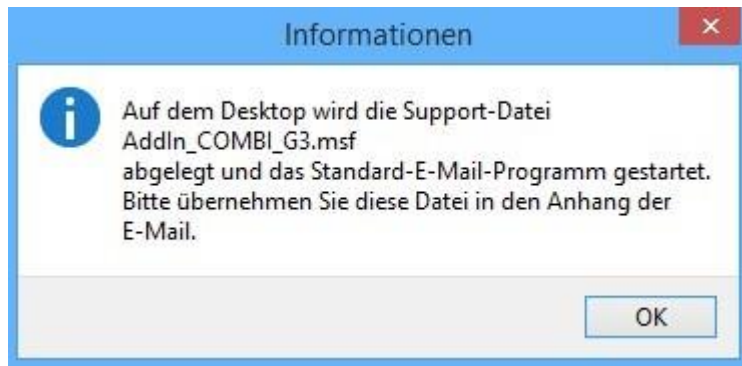 Informationen
Auf dem Desktop wird die Support-Datei
AddIn_COMBI_G3.msf
abgelegt und das Standard-E-Mail-Programm gestartet.
Bitte übernehmen Sie diese Datei in den Anhang der
E-Mail.
OK